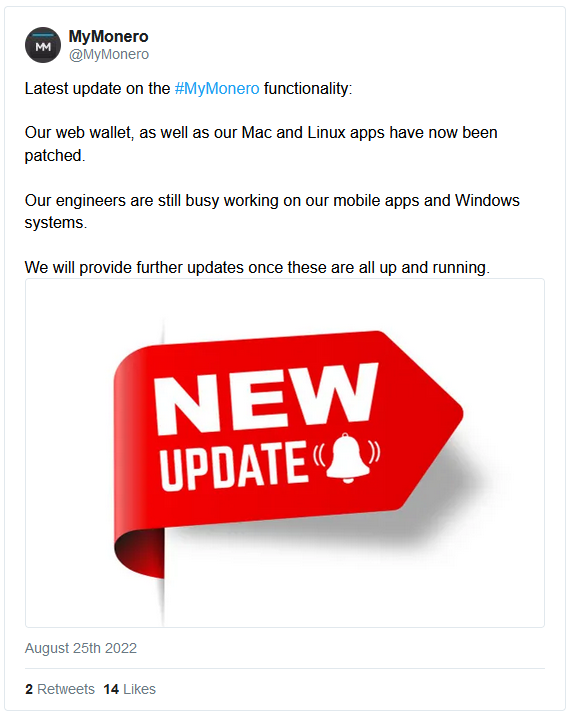 MyMonero
@MyMonero
Latest update on the #MyMonero functionality:
Our web wallet, as well as our Mac and Linux apps have now been
patched.
Our engineers are still busy working on our mobile apps and Windows
systems.
We will provide further updates once these are all up and running.
NEW
UPDATE
August 25th 2022
2 Retweets 14 Likes